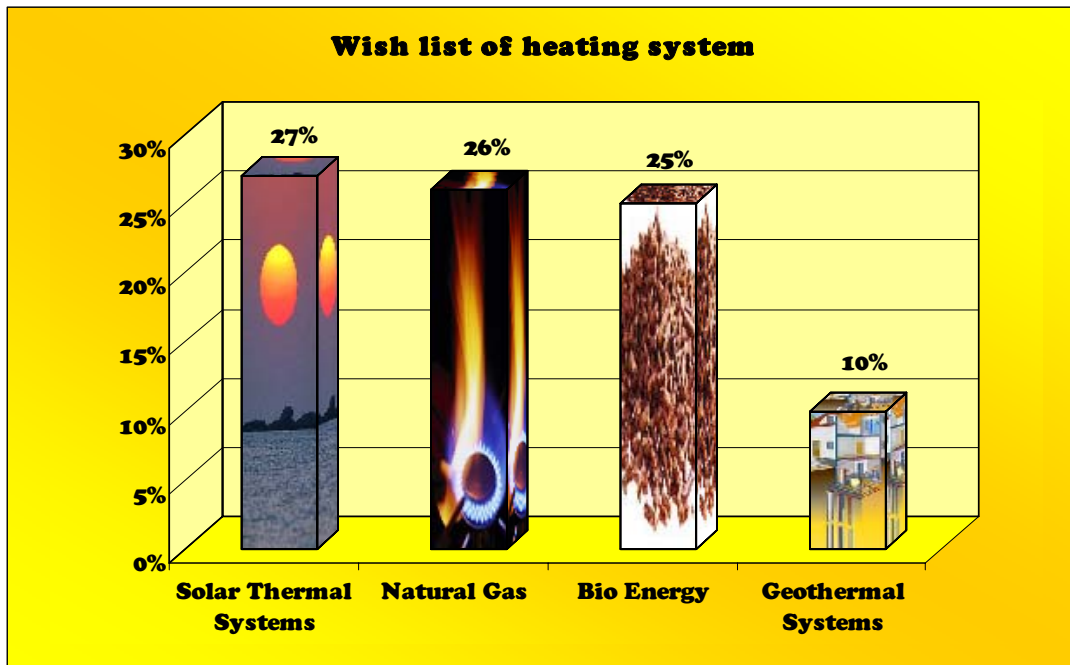 Wish list of heating system
27%
26%
25%
10%
30%
25%
20%
15%
10%
5%
0%
Solar Thermal
Systems
Natural Gas
Bio Energy
Geothermal
Systems